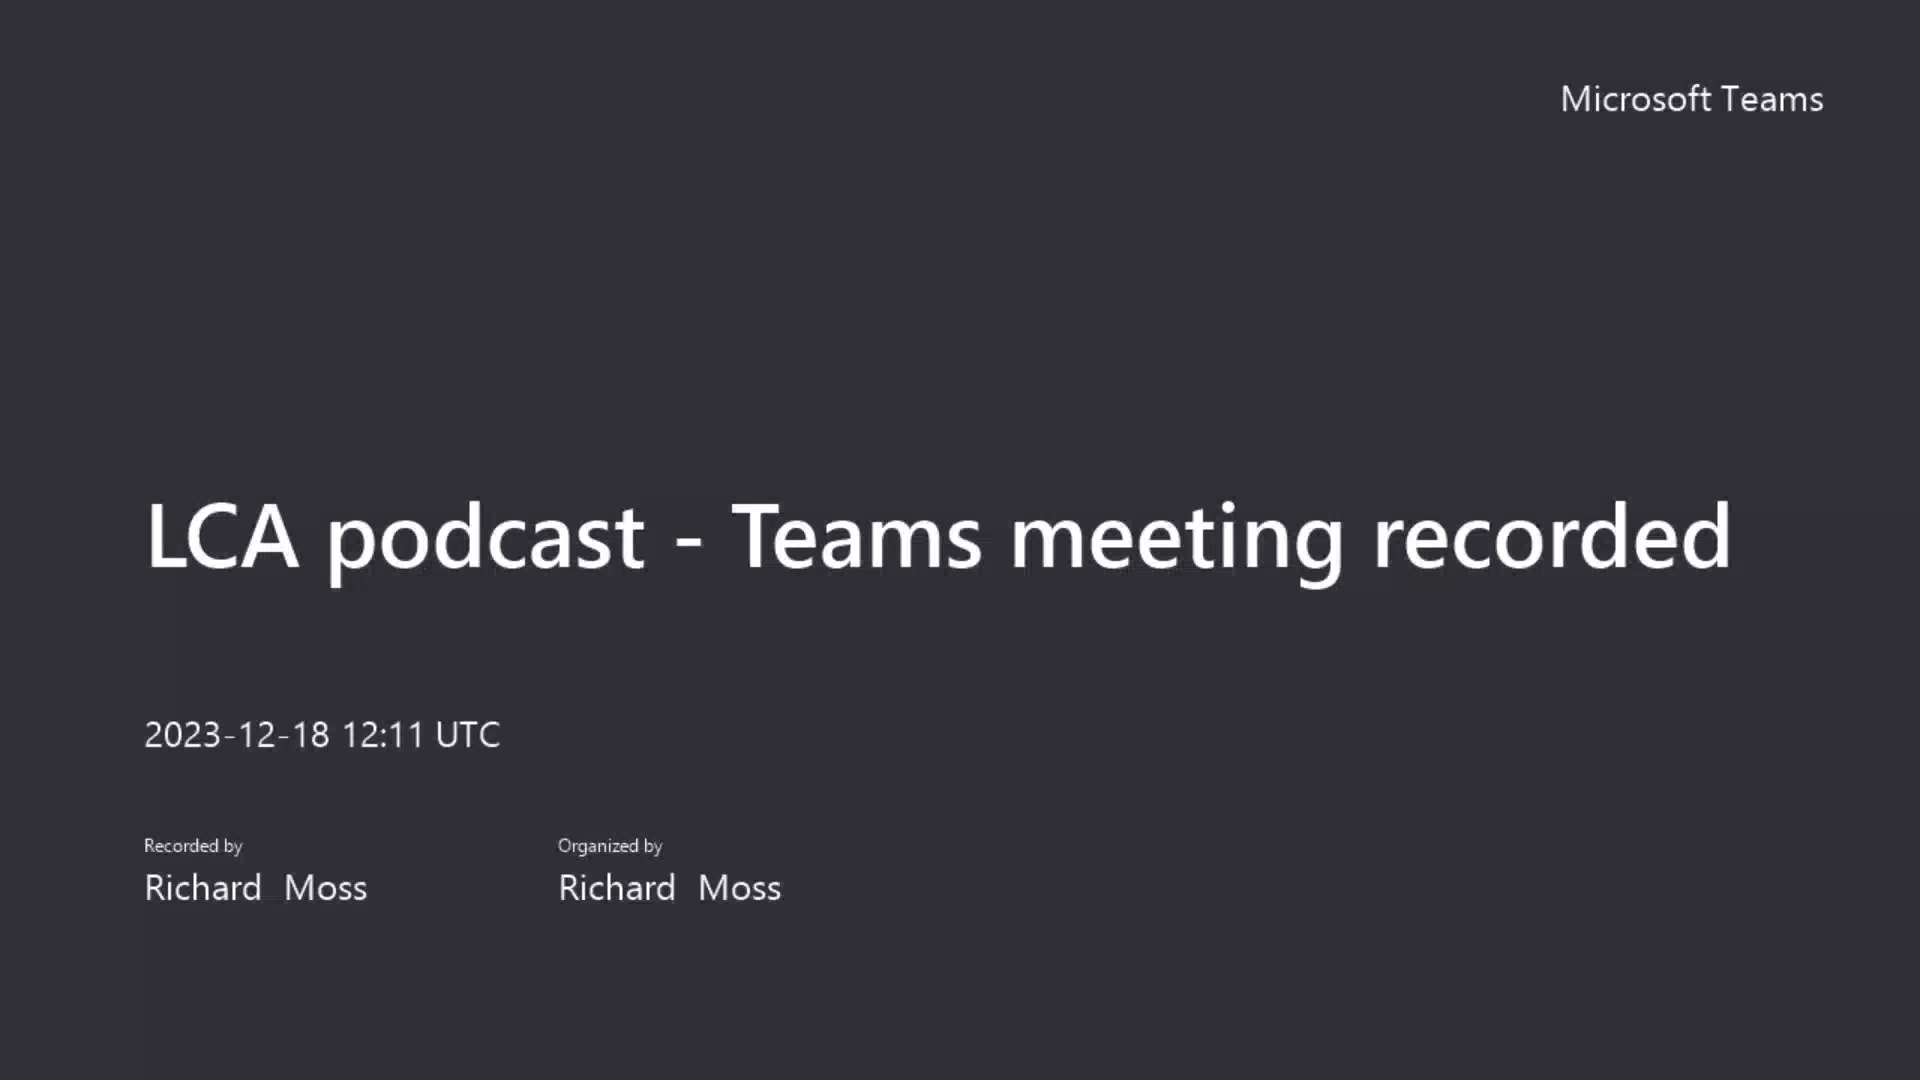 Microsoft Teams
LCA podcast - Teams meeting recorded
2023-12-18 12:11 UTC
Recorded by
Richard Moss
Organized by
Richard Moss